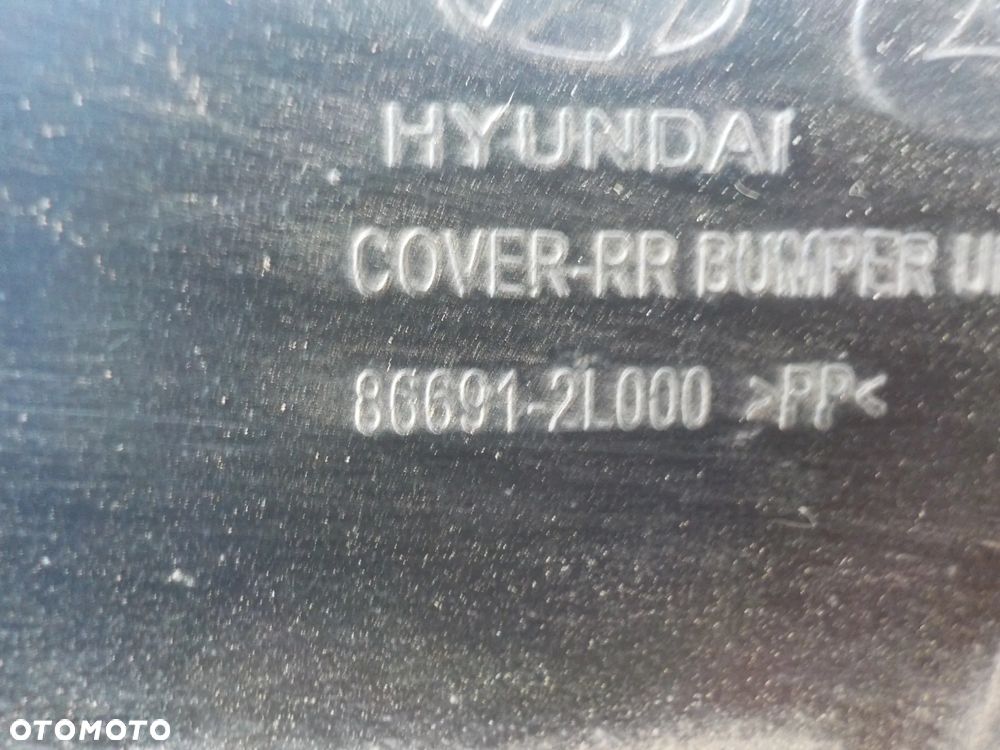 HYUNDAI
COVER-RR BUMPER
86691-2L000 >PP<
OTOMOTO